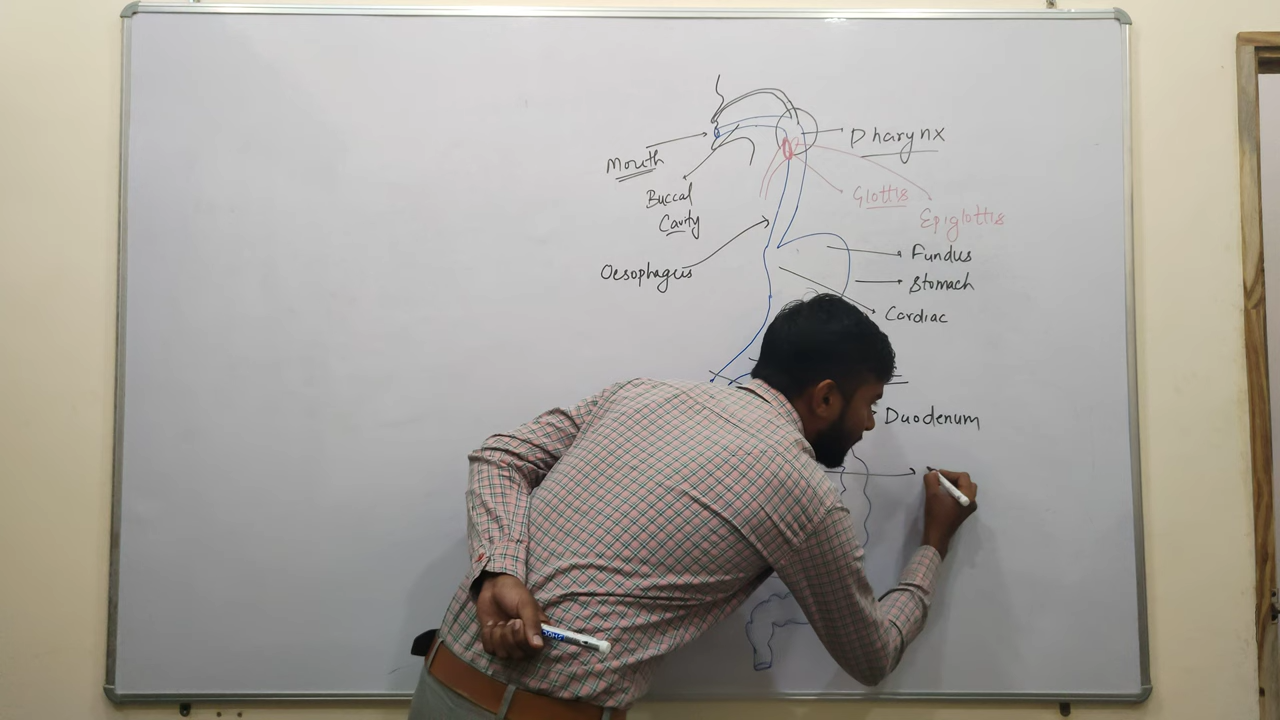 Pharynx
Mouth
Buccal
Cavity
Glottis
Epiglottis
Fundus
Oesophagus
Stomach
Cardiac
Duodenum